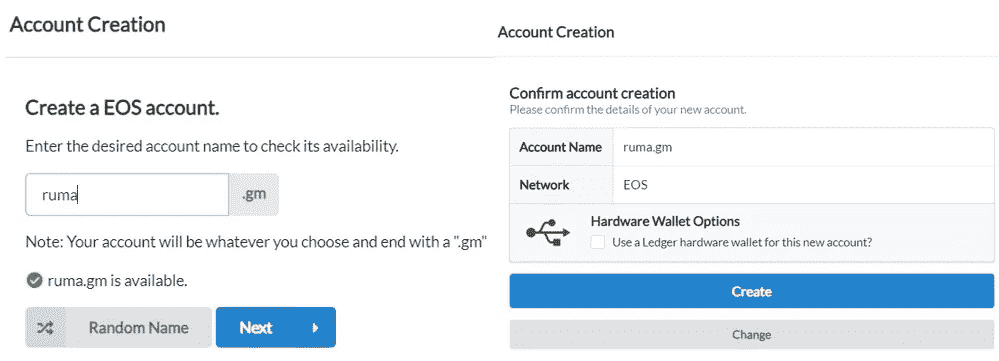 Account Creation
Create a EOS account.
Enter the desired account name to check its availability.
ruma .gm
Note: Your account will be whatever you choose and end with a ".gm"
ruma.gm is available.
Random Name Next
Account Creation
Confirm account creation
Please confirm the details of your new account.
Account Name ruma.gm
Network EOS
Hardware Wallet Options
Use a Ledger hardware wallet for this new account?
Create
Change